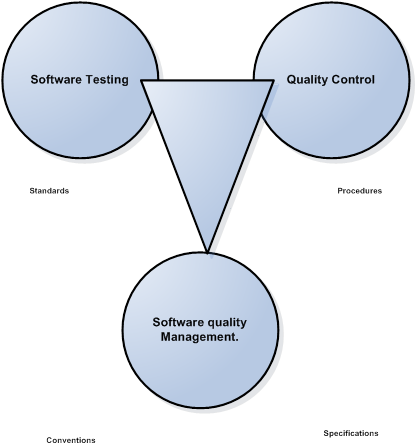 Software Testing
Quality Control
Standards
Procedures
Software quality
Management.
Specifications
Conventions